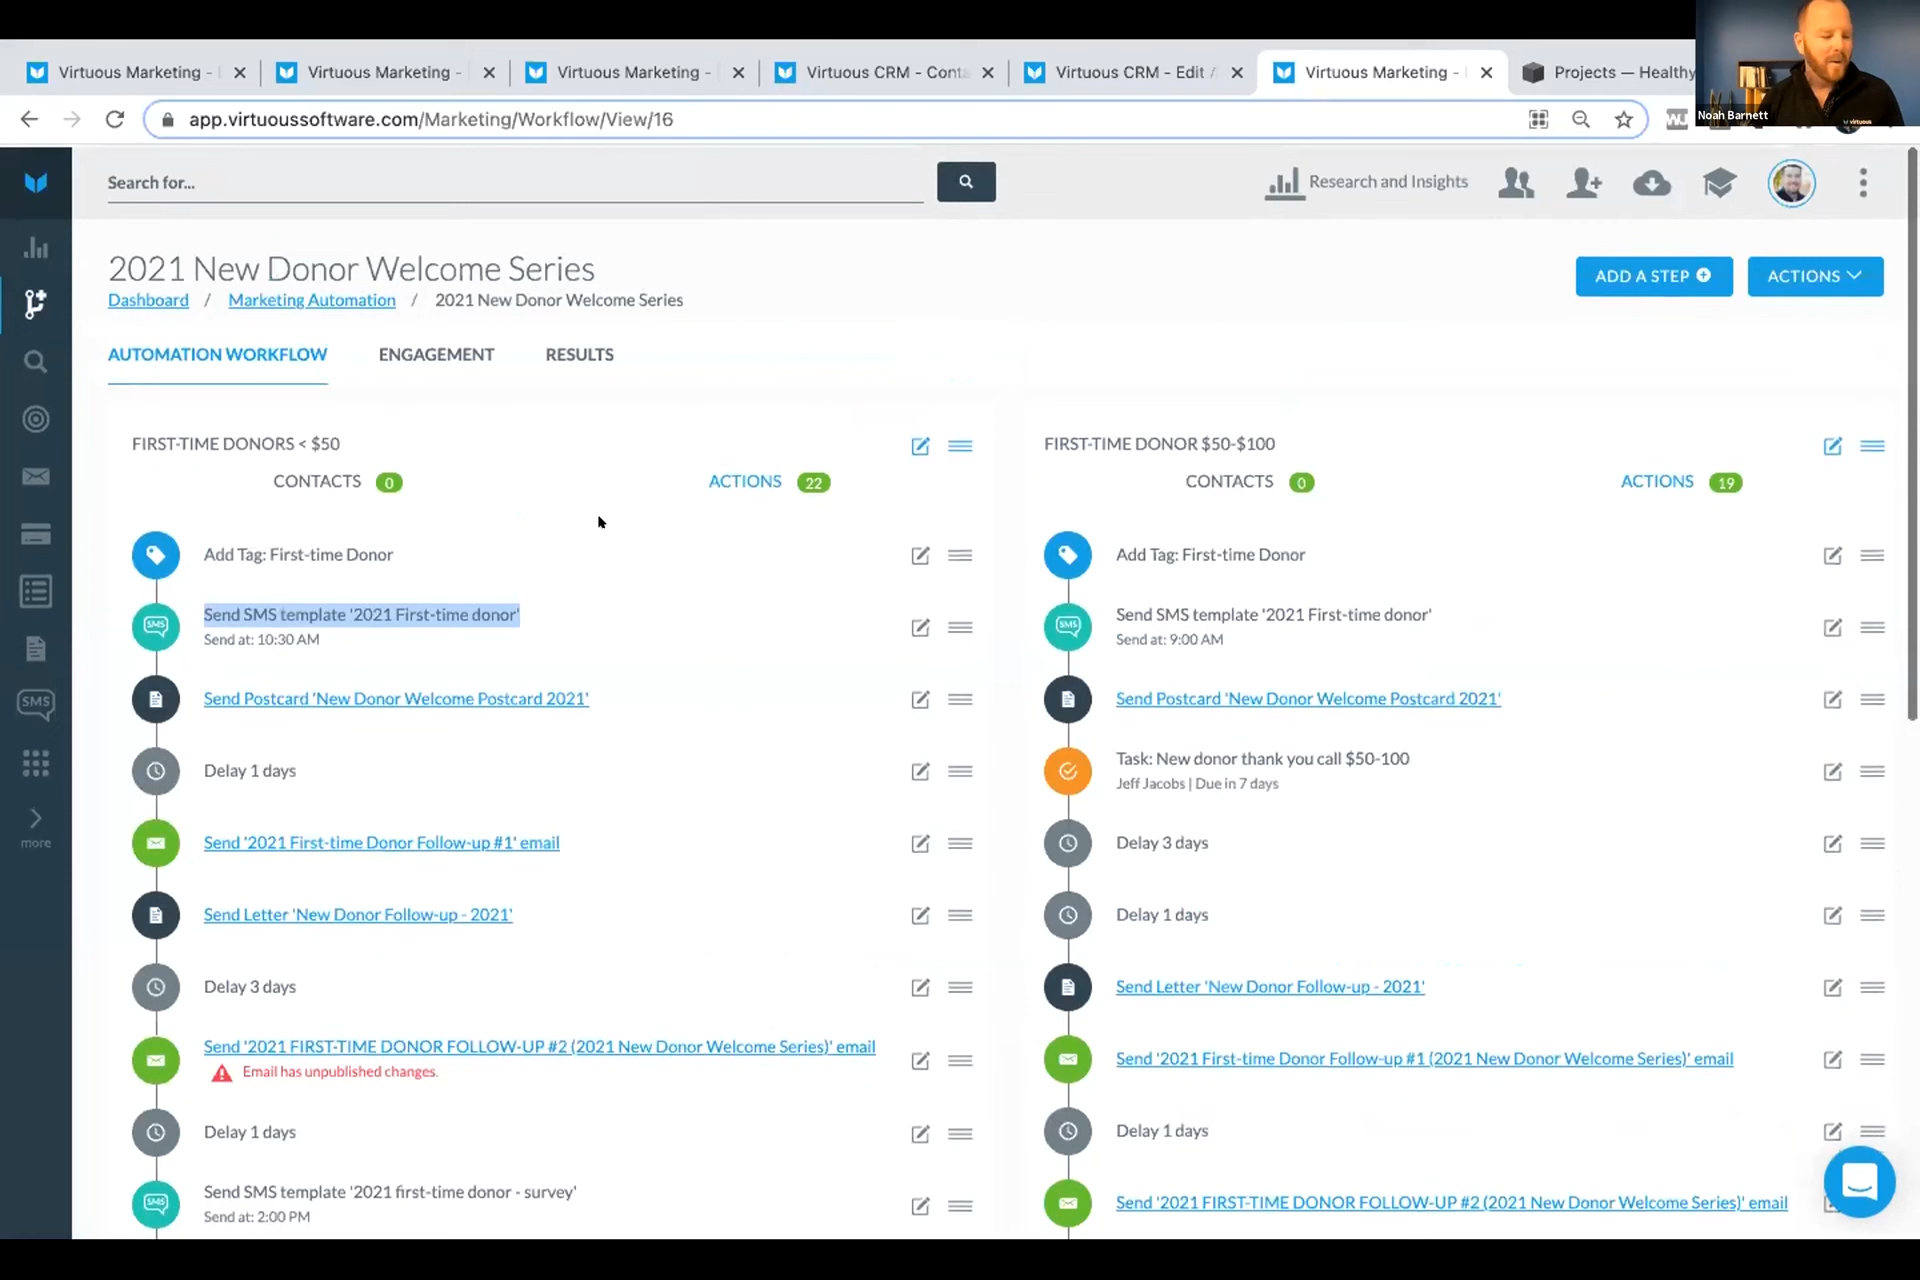 Virtuous Marketing -
Virtuous Marketing -
Virtuous Marketing -
Virtuous CRM - Conta
Virtuous CRM - Edit /
Virtuous Marketing -
Projects — Healthy
app.virtuoussoftware.com/Marketing/Workflow/View/16
Noah Barnett
virtuous
Search for...
Research and Insights
2021 New Donor Welcome Series
Dashboard / Marketing Automation / 2021 New Donor Welcome Series
ADD A STEP
ACTIONS
AUTOMATION WORKFLOW
ENGAGEMENT
RESULTS
FIRST-TIME DONORS < $50
CONTACTS 0
ACTIONS 22
Add Tag: First-time Donor
SMS
Send SMS template '2021 First-time donor'
Send at: 10:30 AM
Send Postcard 'New Donor Welcome Postcard 2021'
Delay 1 days
Send '2021 First-time Donor Follow-up #1' email
Send Letter 'New Donor Follow-up - 2021'
Delay 3 days
Send '2021 FIRST-TIME DONOR FOLLOW-UP #2 (2021 New Donor Welcome Series)' email
Email has unpublished changes.
Delay 1 days
SMS
Send SMS template '2021 first-time donor - survey'
Send at: 2:00 PM
FIRST-TIME DONOR $50-$100
CONTACTS 0
ACTIONS 19
Add Tag: First-time Donor
SMS
Send SMS template '2021 First-time donor'
Send at: 9:00 AM
Send Postcard 'New Donor Welcome Postcard 2021'
Task: New donor thank you call $50-100
Jeff Jacobs | Due in 7 days
Delay 3 days
Delay 1 days
Send Letter 'New Donor Follow-up - 2021'
Send '2021 First-time Donor Follow-up #1 (2021 New Donor Welcome Series)' email
Delay 1 days
Send '2021 FIRST-TIME DONOR FOLLOW-UP #2 (2021 New Donor Welcome Series)' email
SMS
more